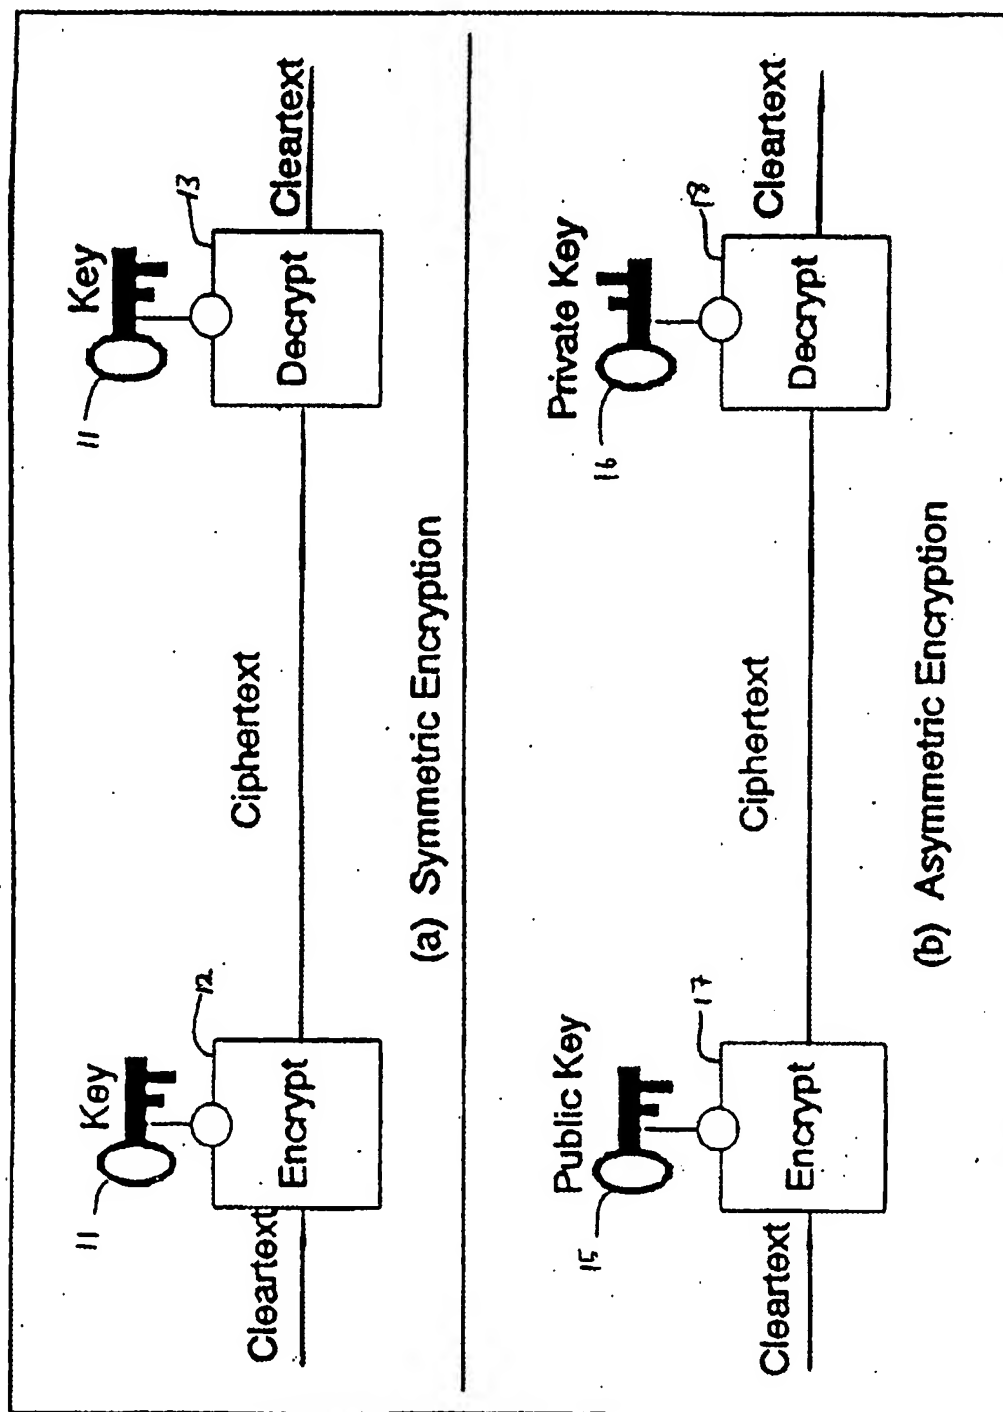 Key
Key
11
11
12
13
Cleartext
Encrypt
Ciphertext
Decrypt
Cleartext
(a) Symmetric Encryption
Public Key
Private Key
15
16
17
18
Cleartext
Encrypt
Ciphertext
Decrypt
Cleartext
(b) Asymmetric Encryption